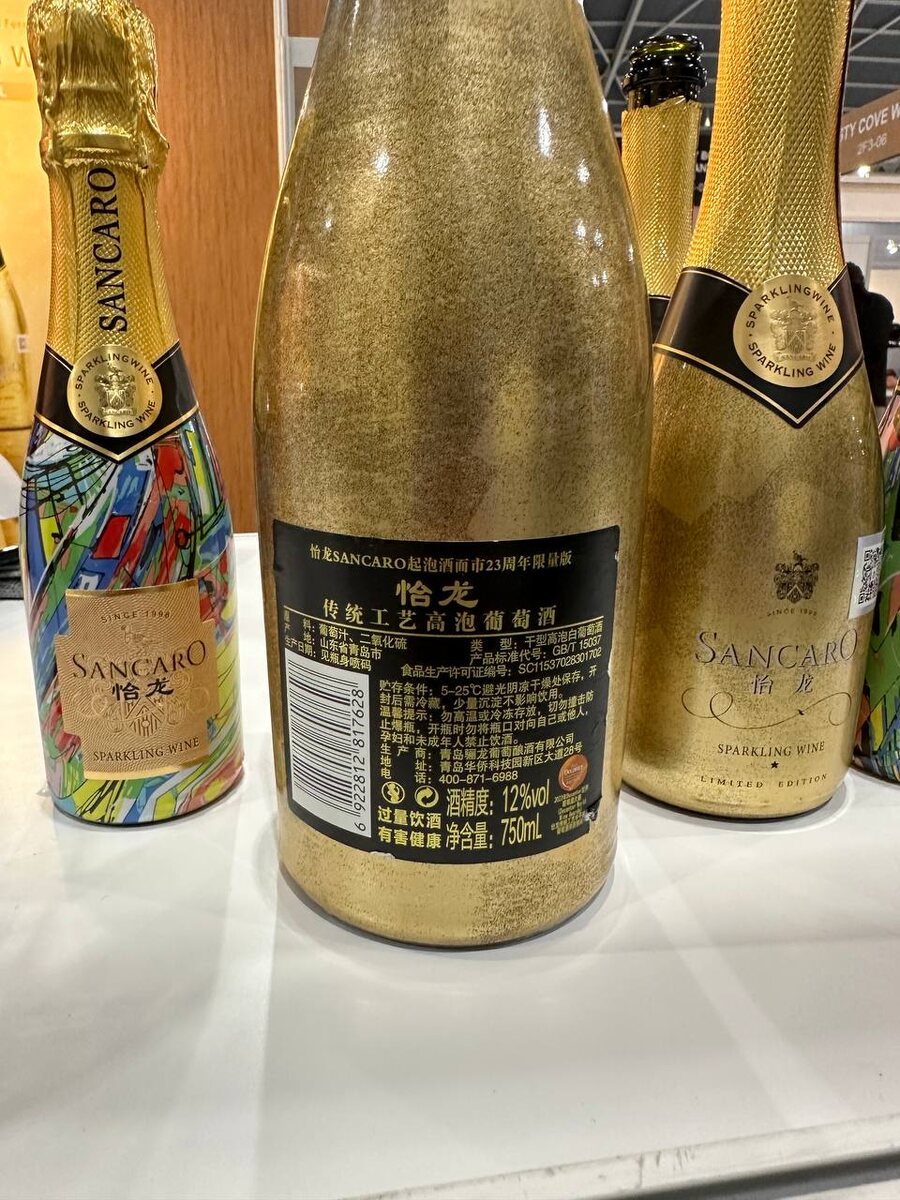 SANCARO
SPARKLINGWINE
SPARKLING WINE
SINCE 1998
SANCARO
怡龙
SPARKLING WINE
怡龙SANCARO起泡酒面市23周年限量版
怡龙
传统工艺高泡葡萄酒
原 料：葡萄汁、二氧化硫
产 地：山东省青岛市
生产日期：见瓶身喷码
类 型：干型高泡白葡萄酒
产品标准代号：GB/T 15037
食品生产许可证编号：SC11537028301702
贮存条件：5-25℃避光阴凉干燥处保存，开
封后需冷藏，少量沉淀不影响饮用。
温馨提示：勿高温或冷冻存放，切勿撞击防
止爆瓶，开瓶时勿将瓶口对向自己或他人，
孕妇和未成年人禁止饮酒。
生 产 商：青岛骊龙葡萄酿酒有限公司
地 址：青岛华侨科技园新区大道28号
电 话：400-871-6988
6922812817628
过量饮酒
有害健康
酒精度：12%vol
净含量：750mL
SPARKLINGWINE
SPARKLING WINE
SINCE 1998
SANCARO
怡龙
SPARKLING WINE
LIMITED EDITION
STY COVE W
2F3-06